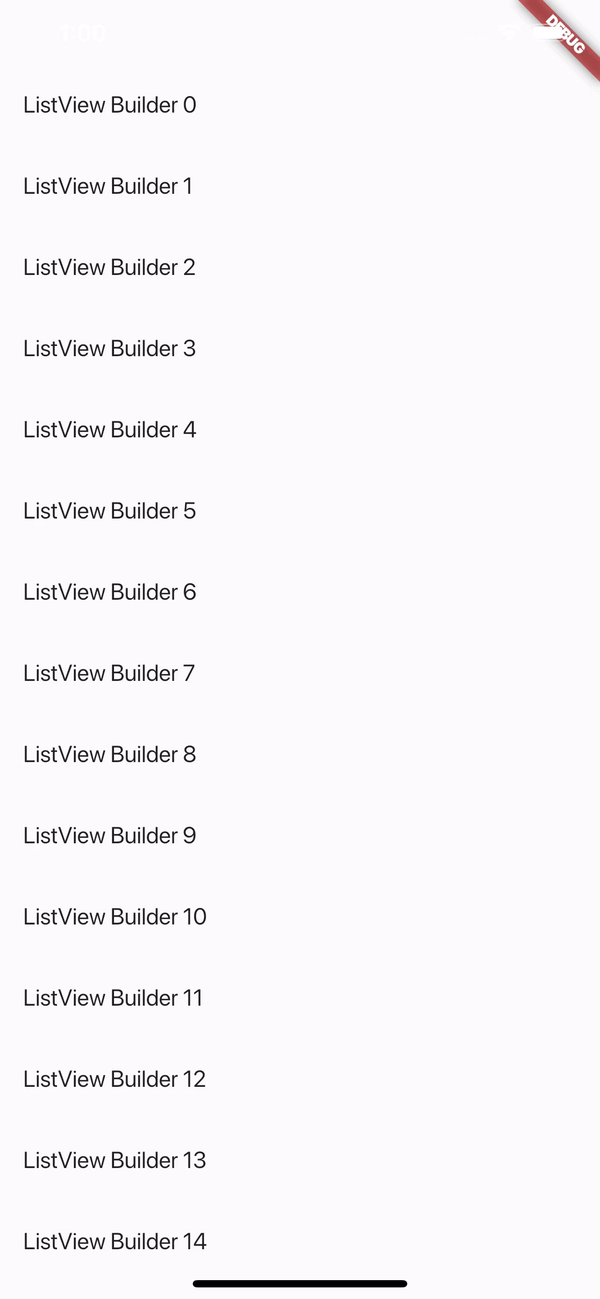 DEBUG
ListView Builder 0
ListView Builder 1
ListView Builder 2
ListView Builder 3
ListView Builder 4
ListView Builder 5
ListView Builder 6
ListView Builder 7
ListView Builder 8
ListView Builder 9
ListView Builder 10
ListView Builder 11
ListView Builder 12
ListView Builder 13
ListView Builder 14